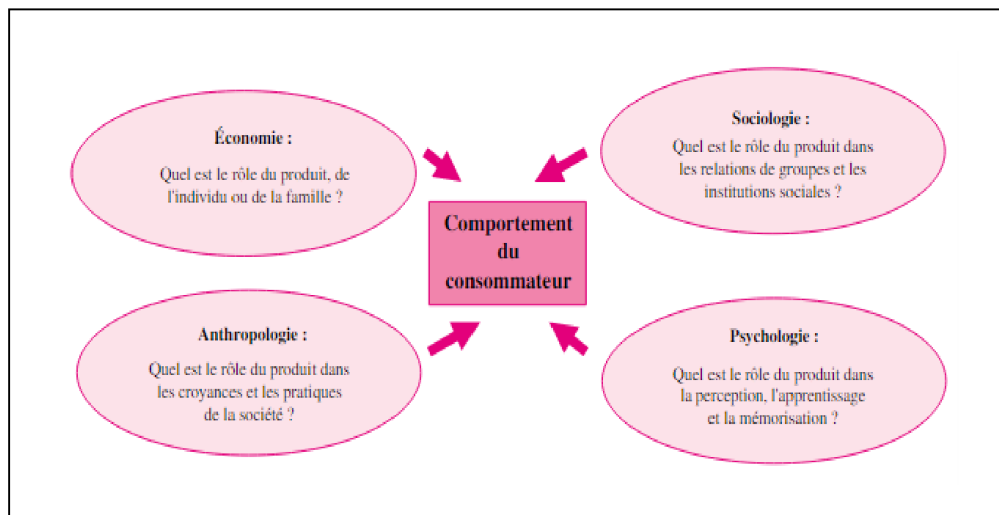 Économie :
Quel est le rôle du produit, de
l'individu ou de la famille ?
Sociologie :
Quel est le rôle du produit dans
les relations de groupes et les
institutions sociales ?
Comportement
du
consommateur
Anthropologie :
Quel est le rôle du produit dans
les croyances et les pratiques
de la société ?
Psychologie :
Quel est le rôle du produit dans
la perception, l'apprentissage
et la mémorisation ?